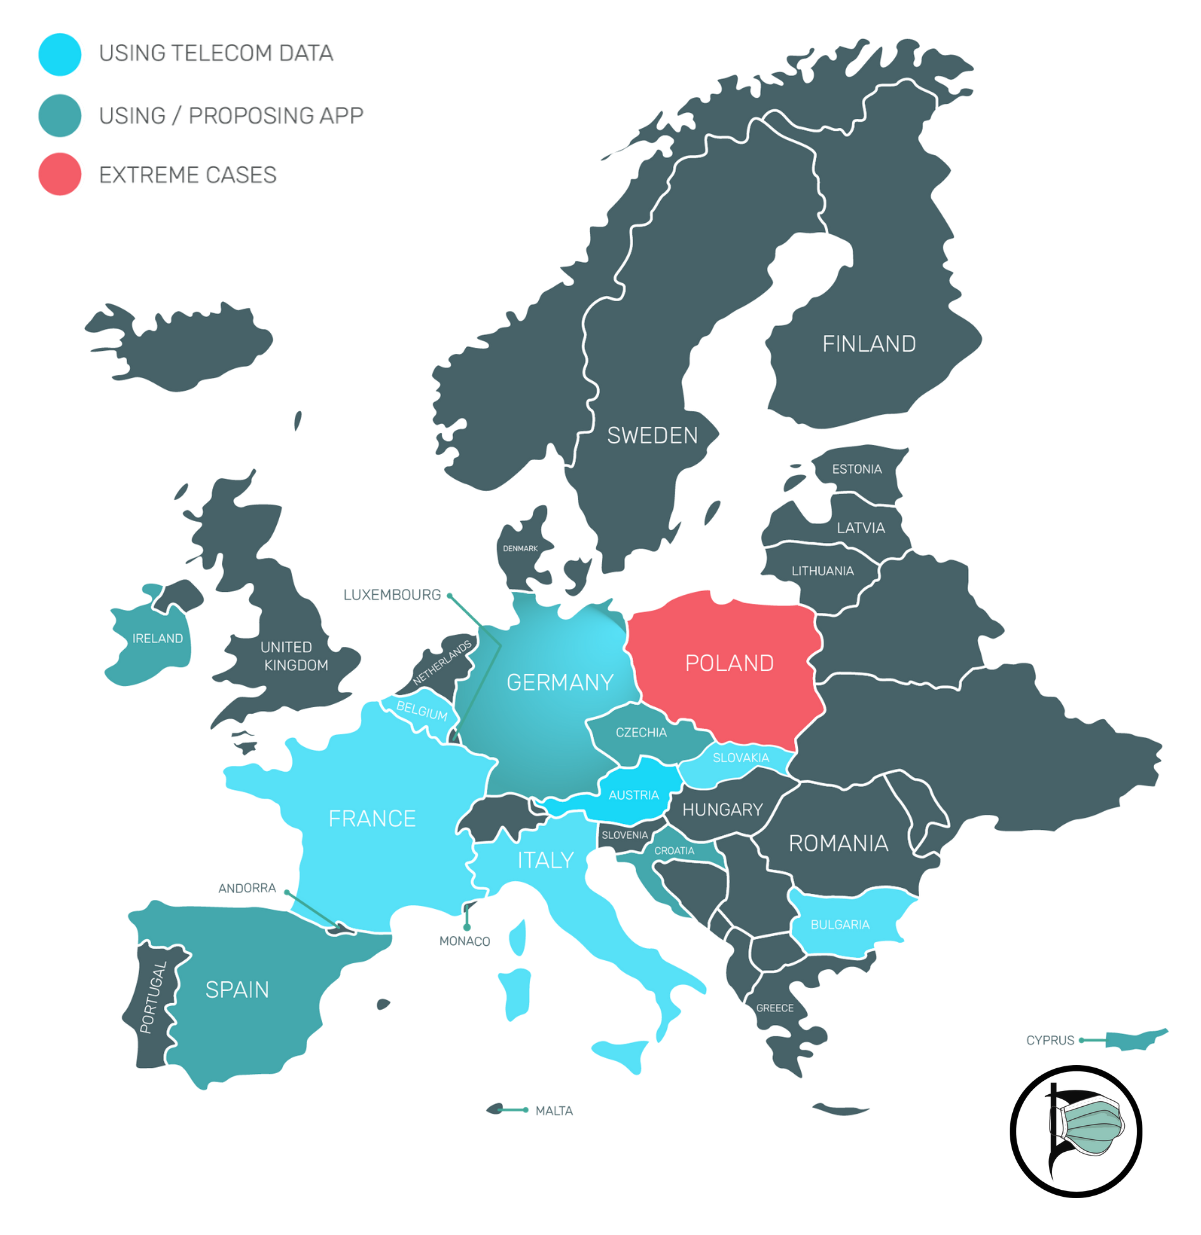 USING TELECOM DATA
USING / PROPOSING APP
EXTREME CASES
FINLAND
SWEDEN
ESTONIA
LATVIA
DENMARK
LITHUANIA
LUXEMBOURG
IRELAND
UNITED
KINGDOM
NETHERLANDS
POLAND
GERMANY
BELGIUM
CZECHIA
SLOVAKIA
AUSTRIA
HUNGARY
FRANCE
SLOVENIA
ROMANIA
CROATIA
ITALY
ANDORRA
BULGARIA
MONACO
SPAIN
PORTUGAL
GREECE
CYPRUS
MALTA